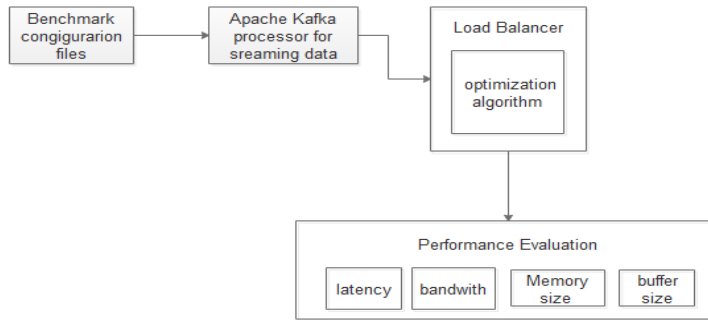 Benchmark
congigurarion
files
Apache Kafka
processor for
sreaming data
Load Balancer
optimization
algorithm
Performance Evaluation
latency
bandwith
Memory
size
buffer
size